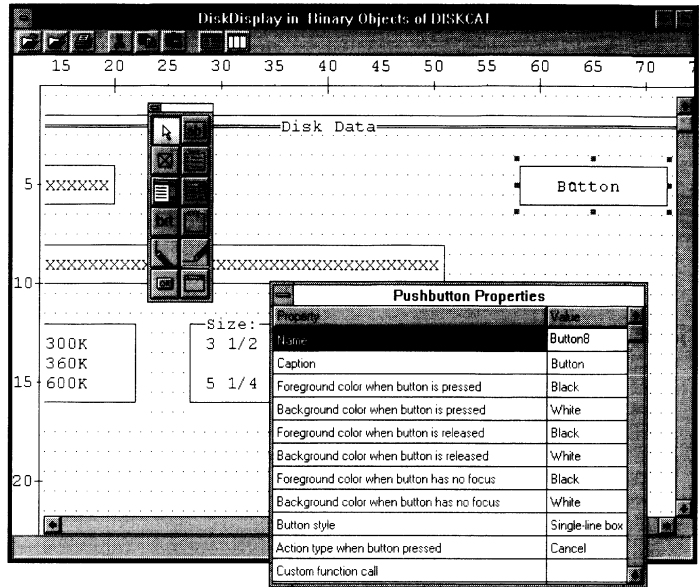 DiskDisplay in Binary Objects of DISKCAT
15 20 25 30 35 40 45 50 55 60 65 70
Disk Data
5 XXXXXX
Button
XXXXXXXXXXXXXXXXXXXXXXXXXXXXXXXXXXXXX
10
Pushbutton Properties
Property Value
Name Button8
Size:
300K 3 1/2
Caption Button
360K
15 600K 5 1/4
Foreground color when button is pressed Black
Background color when button is pressed White
Foreground color when button is released Black
Background color when button is released White
Foreground color when button has no focus Black
20
Background color when button has no focus White
Button style Single-line box
Action type when button pressed Cancel
Custom function call